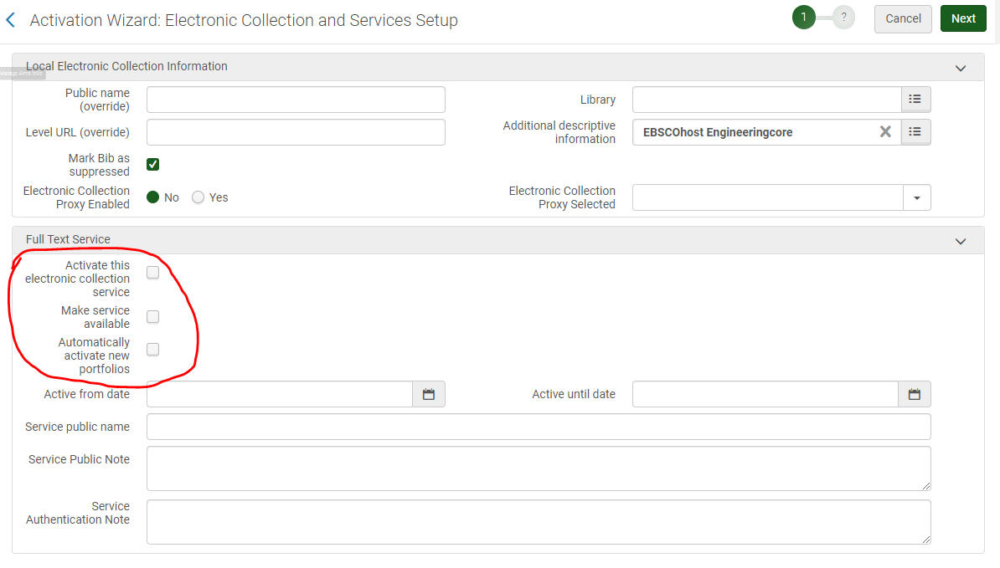 Activation Wizard: Electronic Collection and Services Setup
1
?
Cancel
Next
Local Electronic Collection Information
Manage Alma links
Public name
(override)
Library
Level URL (override)
Additional descriptive
information
EBSCOhost Engineeringcore
Mark Bib as
suppressed
Electronic Collection
Proxy Enabled
No
Yes
Electronic Collection
Proxy Selected
Full Text Service
Activate this
electronic collection
service
Make service
available
Automatically
activate new
portfolios
Active from date
Active until date
Service public name
Service Public Note
Service
Authentication Note